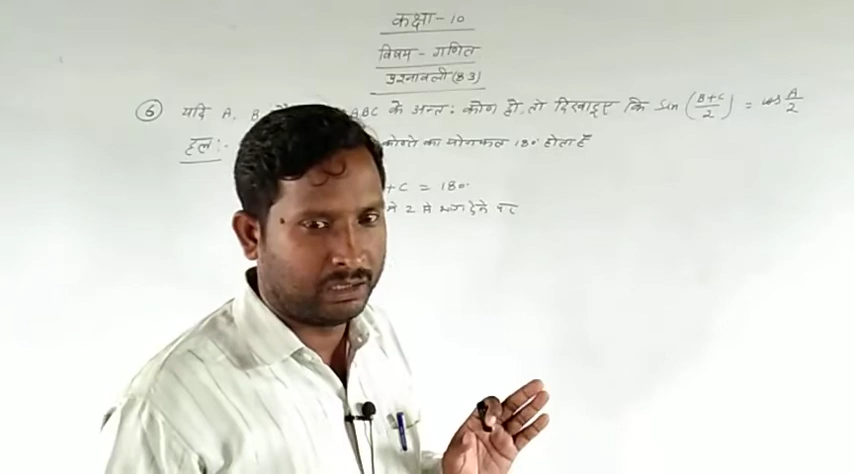 कक्षा - 10
विषय - गणित
प्रश्नावली (8.3)
⑥ यदि A, B ABC के अन्त: कोण हो, तो दिखाइए कि Sin (B+C/2) = cos A/2
हल :- कोणो का योगफल 180° होता है
+ C = 180°
2 से भाग देने पर